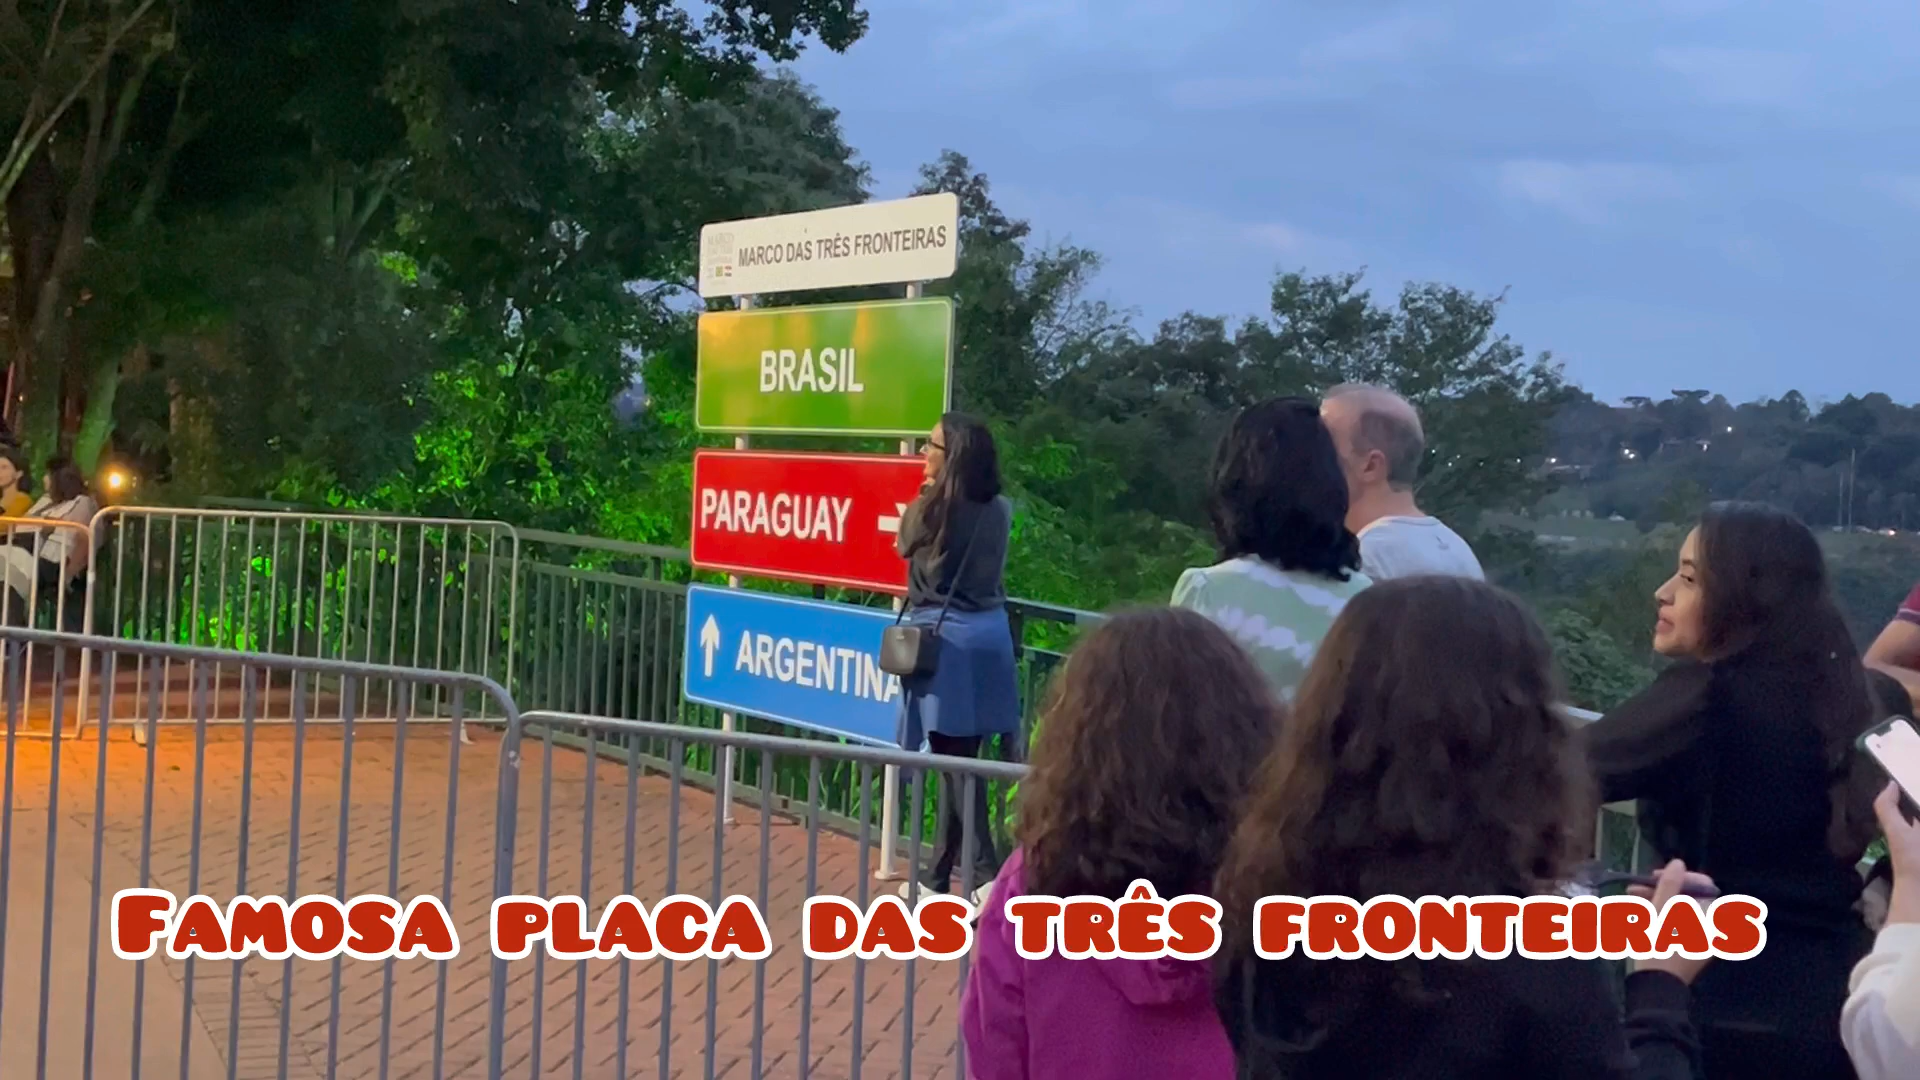 MARCO DAS TRÊS FRONTEIRAS
BRASIL
PARAGUAY →
↑ ARGENTINA
FAMOSA PLACA DAS TRÊS FRONTEIRAS